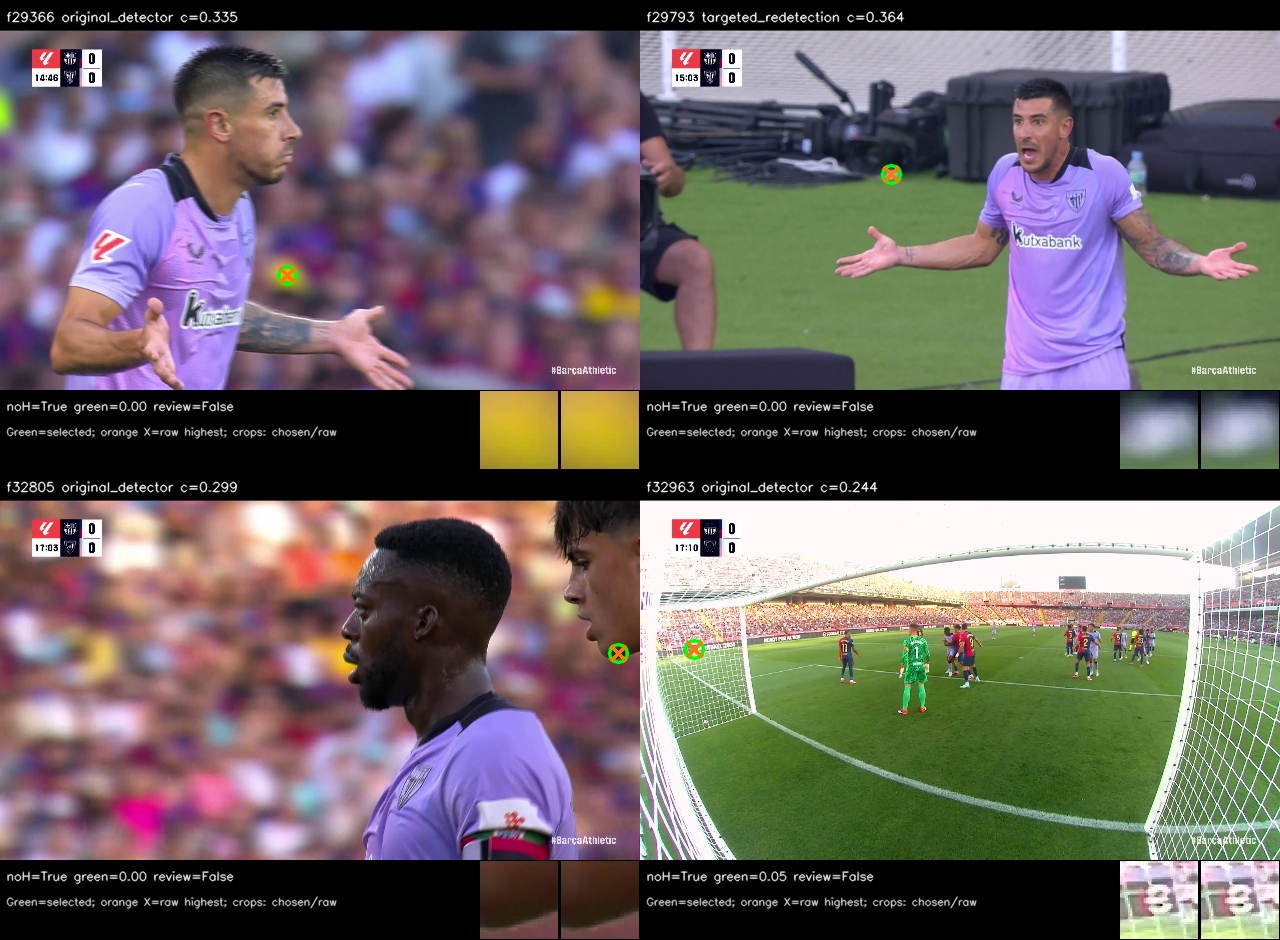 f29366 original_detector c=0.335
0
14:46 0
Kutxabank
#BarçaAthletic
noH=True green=0.00 review=False
Green=selected; orange X=raw highest; crops: chosen/raw
f29793 targeted_redetection c=0.364
0
15:03 0
Kutxabank
#BarçaAthletic
noH=True green=0.00 review=False
Green=selected; orange X=raw highest; crops: chosen/raw
f32805 original_detector c=0.299
0
17:03 0
#BarçaAthletic
noH=True green=0.00 review=False
Green=selected; orange X=raw highest; crops: chosen/raw
f32963 original_detector c=0.244
0
17:10 0
1
#BarçaAthletic
noH=True green=0.05 review=False
Green=selected; orange X=raw highest; crops: chosen/raw